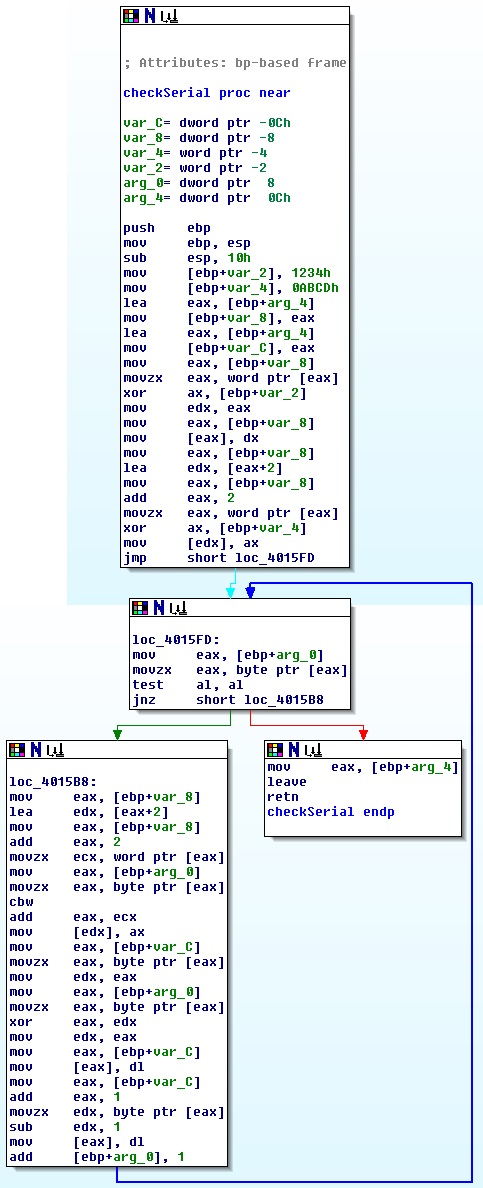 ; Attributes: bp-based frame
checkSerial proc near
var_C= dword ptr -0Ch
var_8= dword ptr -8
var_4= word ptr -4
var_2= word ptr -2
arg_0= dword ptr  8
arg_4= dword ptr  0Ch
push    ebp
mov     ebp, esp
sub     esp, 10h
mov     [ebp+var_2], 1234h
mov     [ebp+var_4], 0ABCDh
lea     eax, [ebp+arg_4]
mov     [ebp+var_8], eax
lea     eax, [ebp+arg_4]
mov     [ebp+var_C], eax
mov     eax, [ebp+var_8]
movzx   eax, word ptr [eax]
xor     ax, [ebp+var_2]
mov     edx, eax
mov     eax, [ebp+var_8]
mov     [eax], dx
mov     eax, [ebp+var_8]
lea     edx, [eax+2]
mov     eax, [ebp+var_8]
add     eax, 2
movzx   eax, word ptr [eax]
xor     ax, [ebp+var_4]
mov     [edx], ax
jmp     short loc_4015FD
loc_4015FD:
mov     eax, [ebp+arg_0]
movzx   eax, byte ptr [eax]
test    al, al
jnz     short loc_4015B8
loc_4015B8:
mov     eax, [ebp+var_8]
lea     edx, [eax+2]
mov     eax, [ebp+var_8]
add     eax, 2
movzx   ecx, word ptr [eax]
mov     eax, [ebp+arg_0]
movzx   eax, byte ptr [eax]
cbw
add     eax, ecx
mov     [edx], ax
mov     eax, [ebp+var_C]
movzx   eax, byte ptr [eax]
mov     edx, eax
mov     eax, [ebp+arg_0]
movzx   eax, byte ptr [eax]
xor     eax, edx
mov     edx, eax
mov     eax, [ebp+var_C]
mov     [eax], dl
mov     eax, [ebp+var_C]
add     eax, 1
movzx   edx, byte ptr [eax]
sub     edx, 1
mov     [eax], dl
add     [ebp+arg_0], 1
mov     eax, [ebp+arg_4]
leave
retn
checkSerial endp